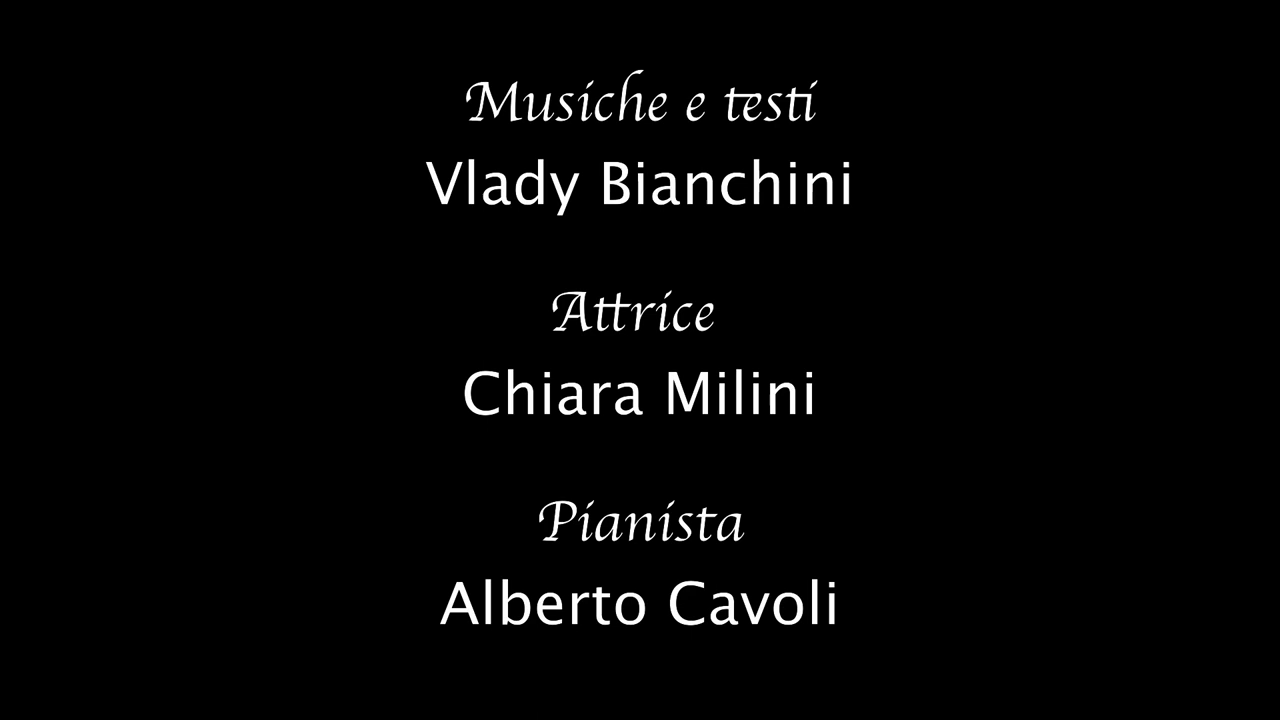 Musiche e testi
Vlady Bianchini
Attrice
Chiara Milini
Pianista
Alberto Cavoli